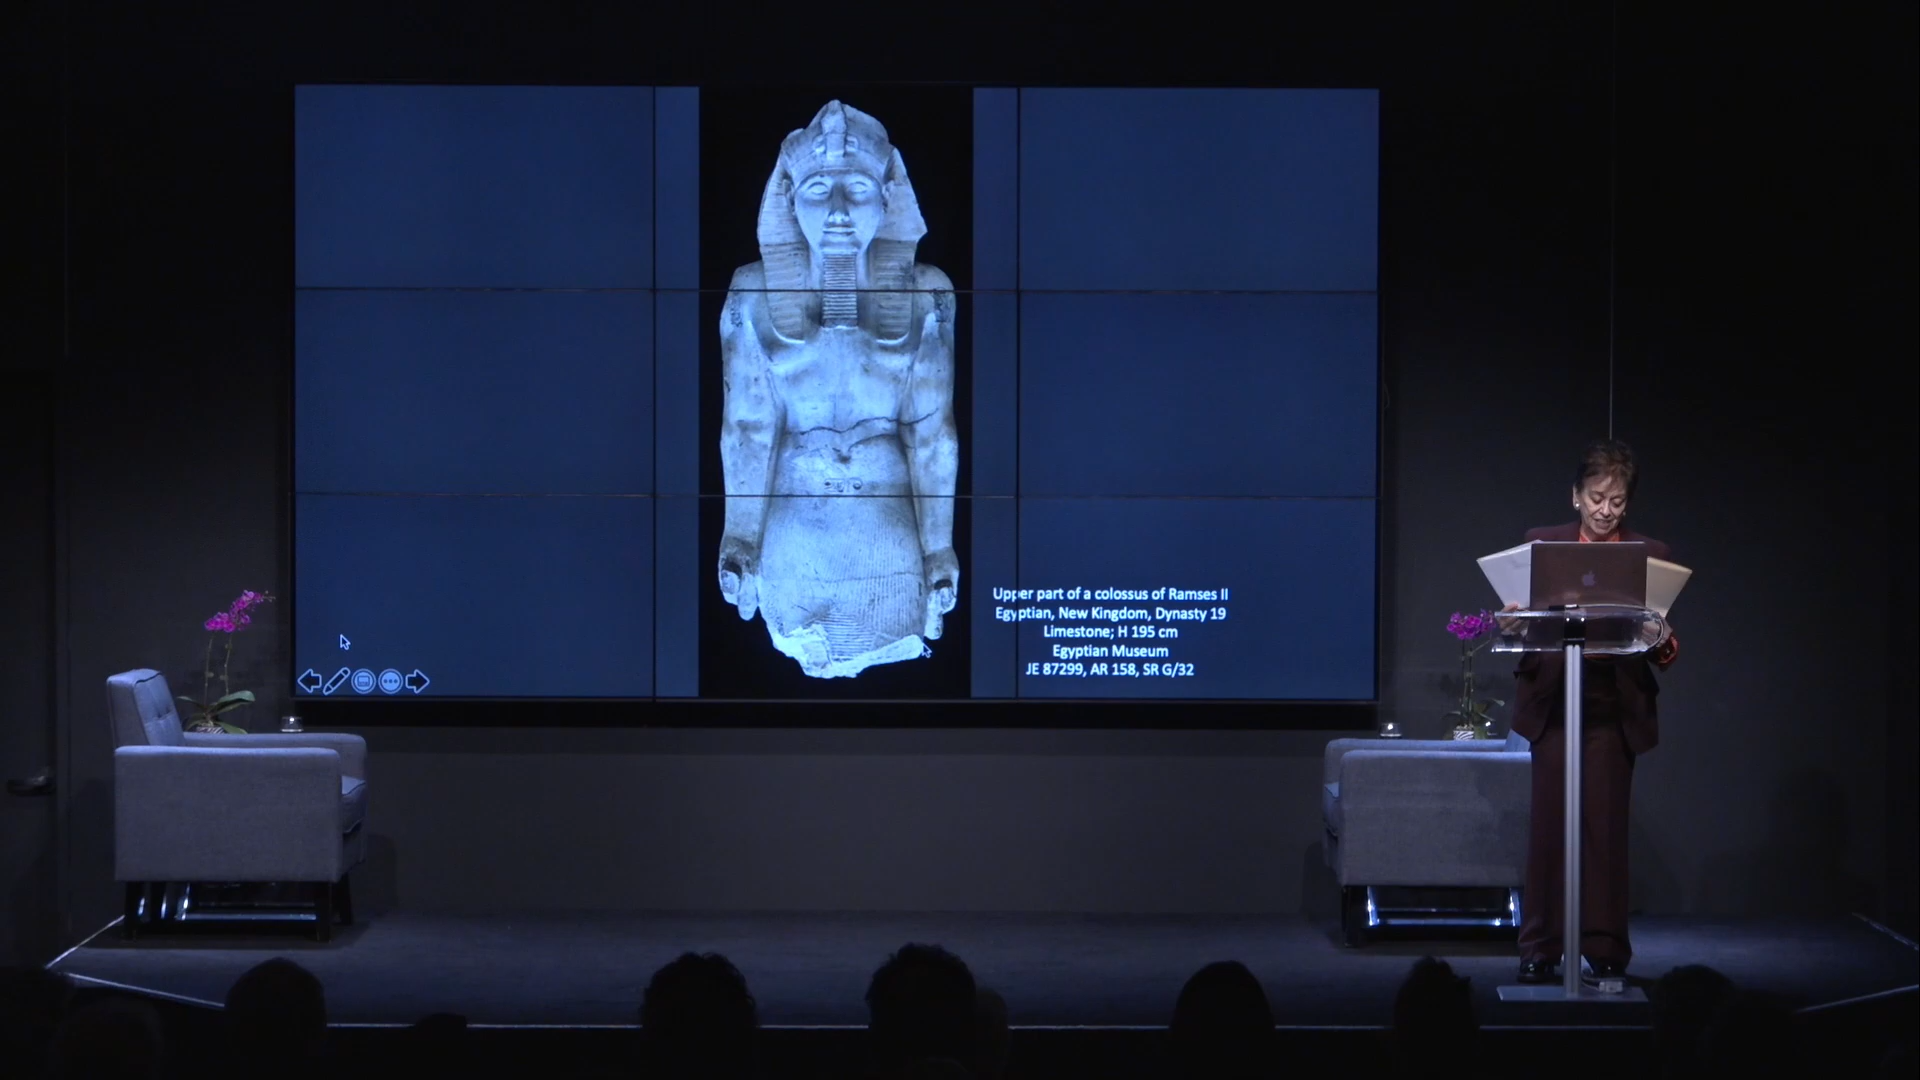 Upper part of a colossus of Ramses II
Egyptian, New Kingdom, Dynasty 19
Limestone; H 195 cm
Egyptian Museum
JE 87299, AR 158, SR G/32